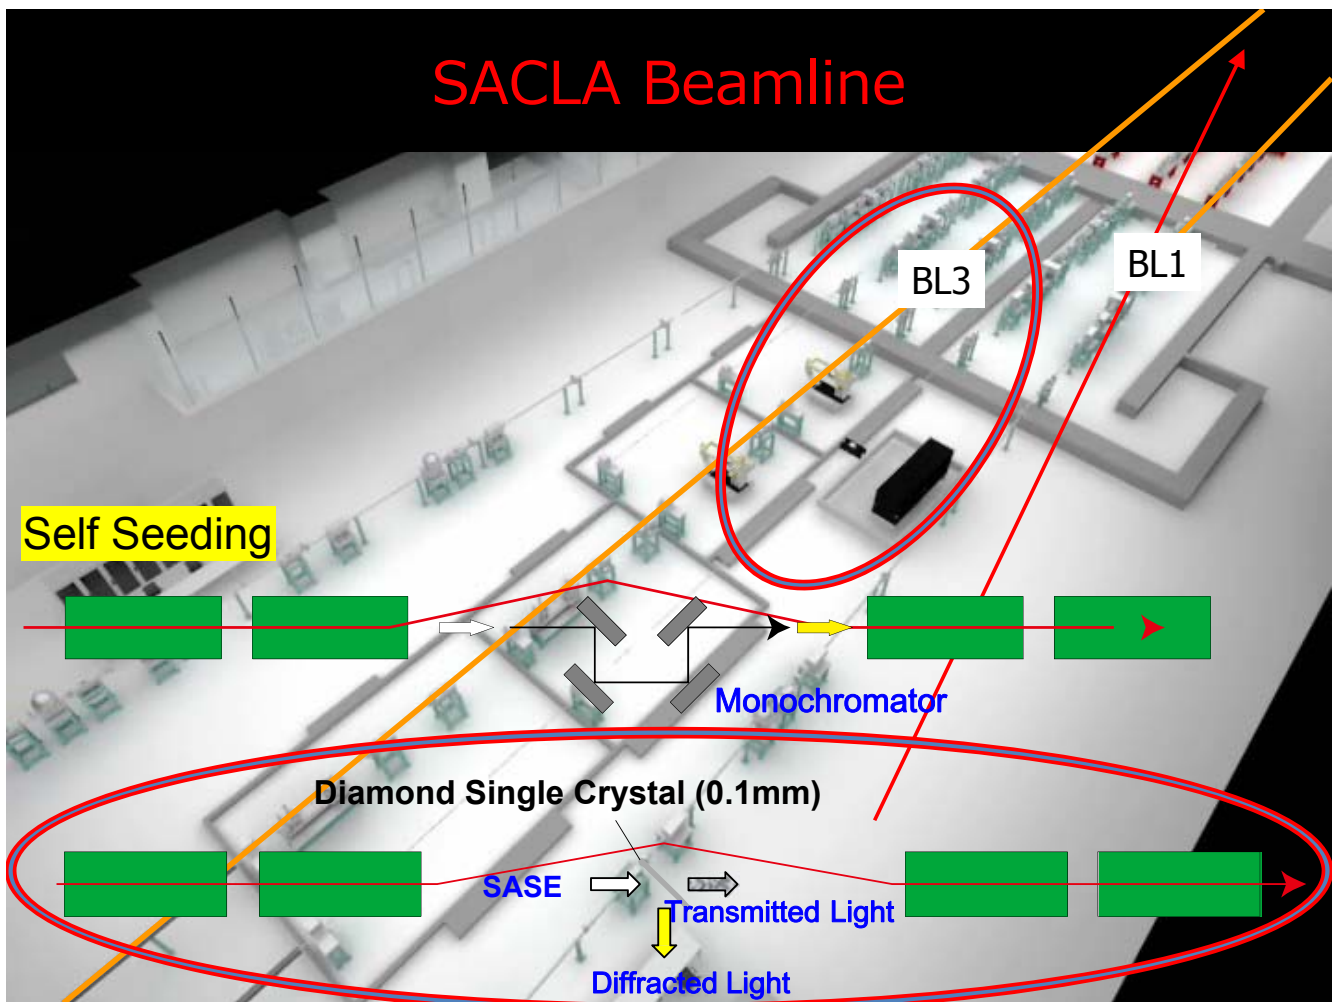 SACLA Beamline
BL3
BL1
Self Seeding
Monochromator
Diamond Single Crystal (0.1mm)
SASE
Transmitted Light
Diffracted Light